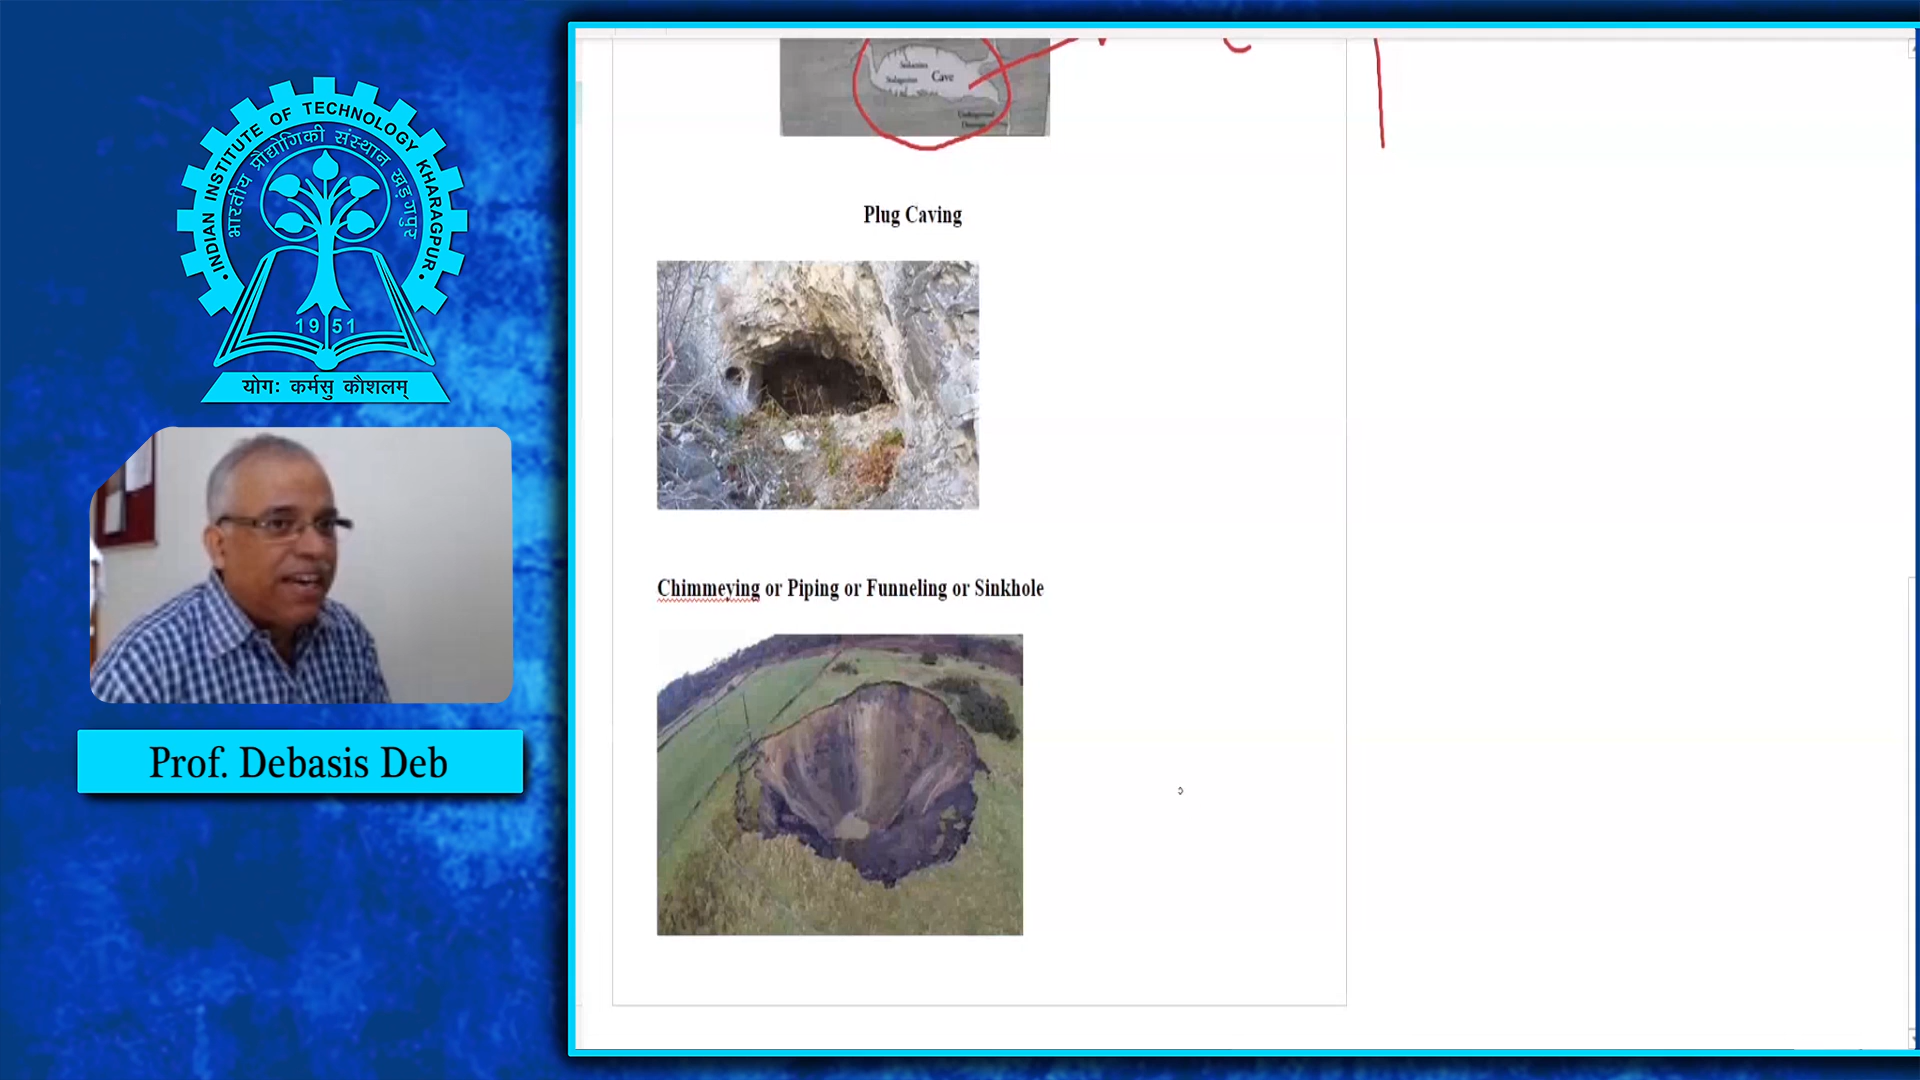 INDIAN INSTITUTE OF TECHNOLOGY KHARAGPUR
भारतीय प्रौद्योगिकी संस्थान खड़गपुर
1951
योगः कर्मसु कौशलम्
Prof. Debasis Deb
Cave
Plug Caving
Chimmeying or Piping or Funneling or Sinkhole